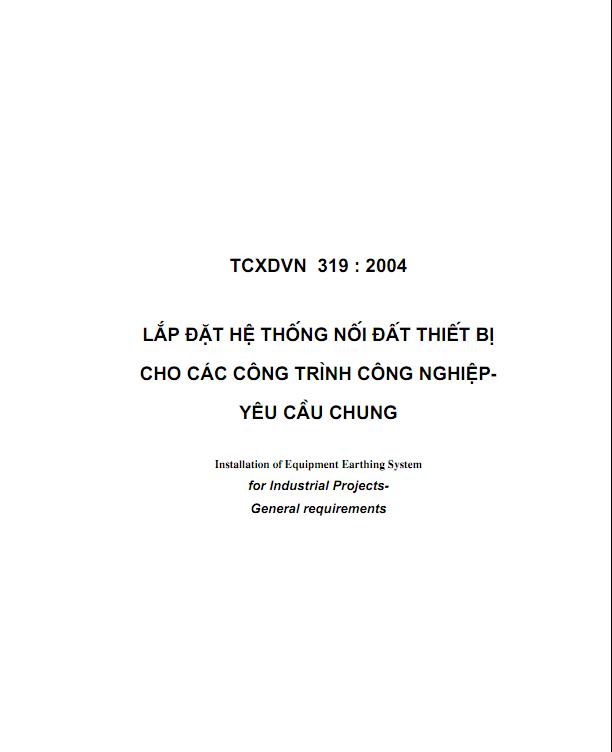 TCXDVN 319 : 2004
LẮP ĐẶT HỆ THỐNG NỐI ĐẤT THIẾT BỊ
CHO CÁC CÔNG TRÌNH CÔNG NGHIỆP-
YÊU CẦU CHUNG
Installation of Equipment Earthing System
for Industrial Projects-
General requirements